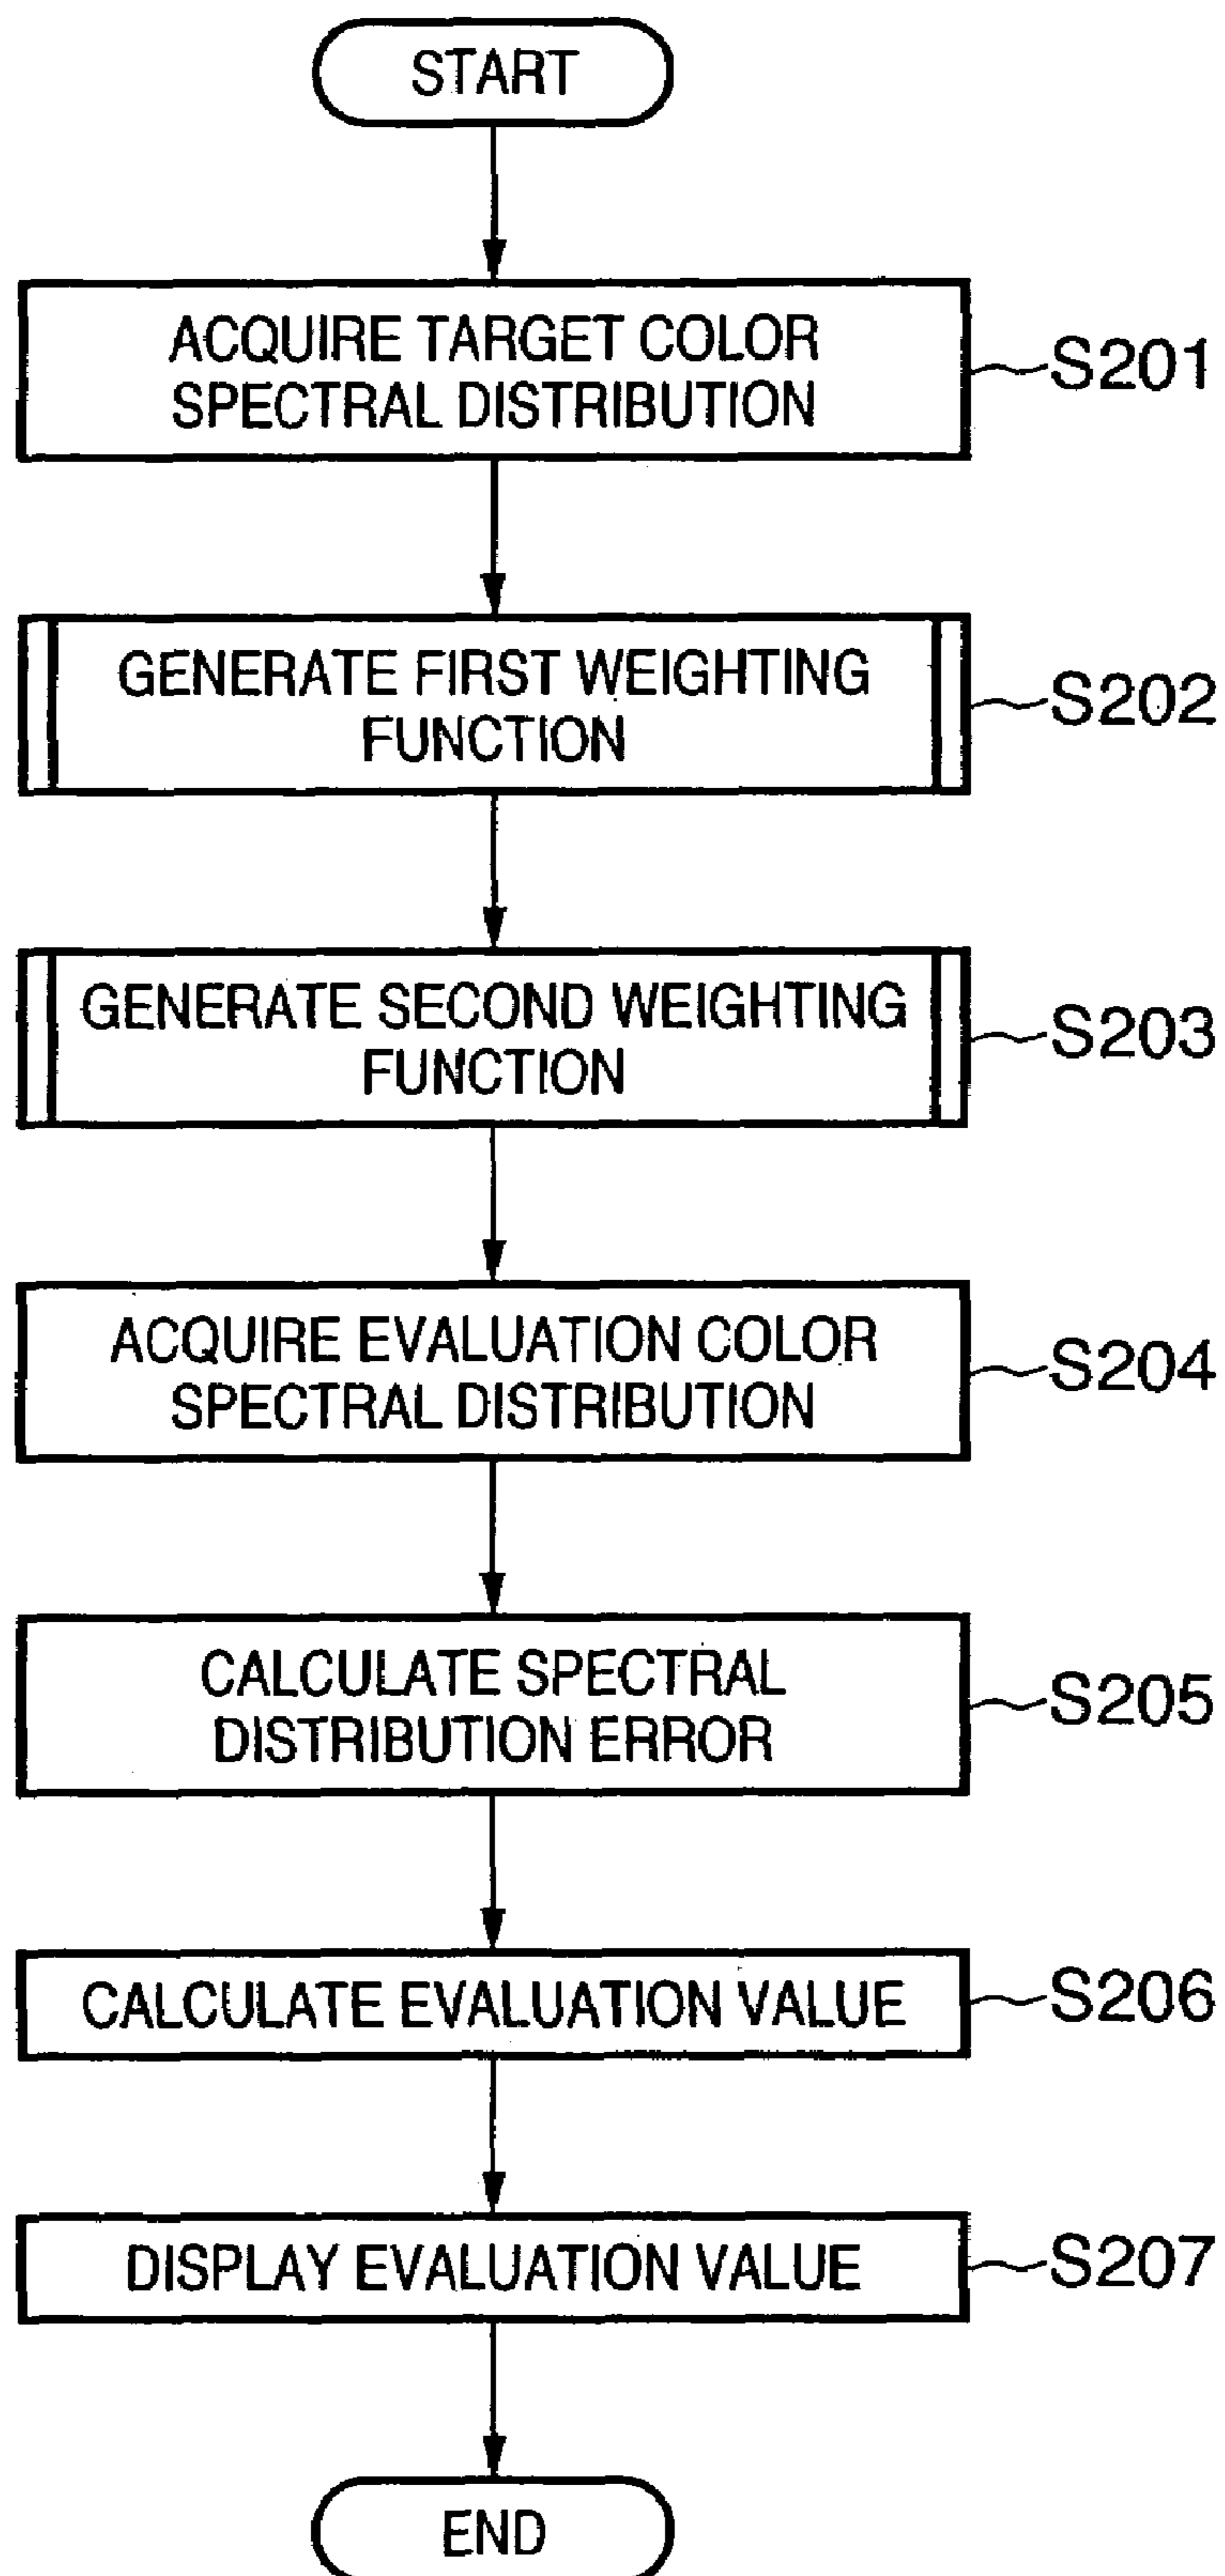 START
ACQUIRE TARGET COLOR
SPECTRAL DISTRIBUTION
S201
GENERATE FIRST WEIGHTING
FUNCTION
S202
GENERATE SECOND WEIGHTING
FUNCTION
S203
ACQUIRE EVALUATION COLOR
SPECTRAL DISTRIBUTION
S204
CALCULATE SPECTRAL
DISTRIBUTION ERROR
S205
CALCULATE EVALUATION VALUE
S206
DISPLAY EVALUATION VALUE
S207
END